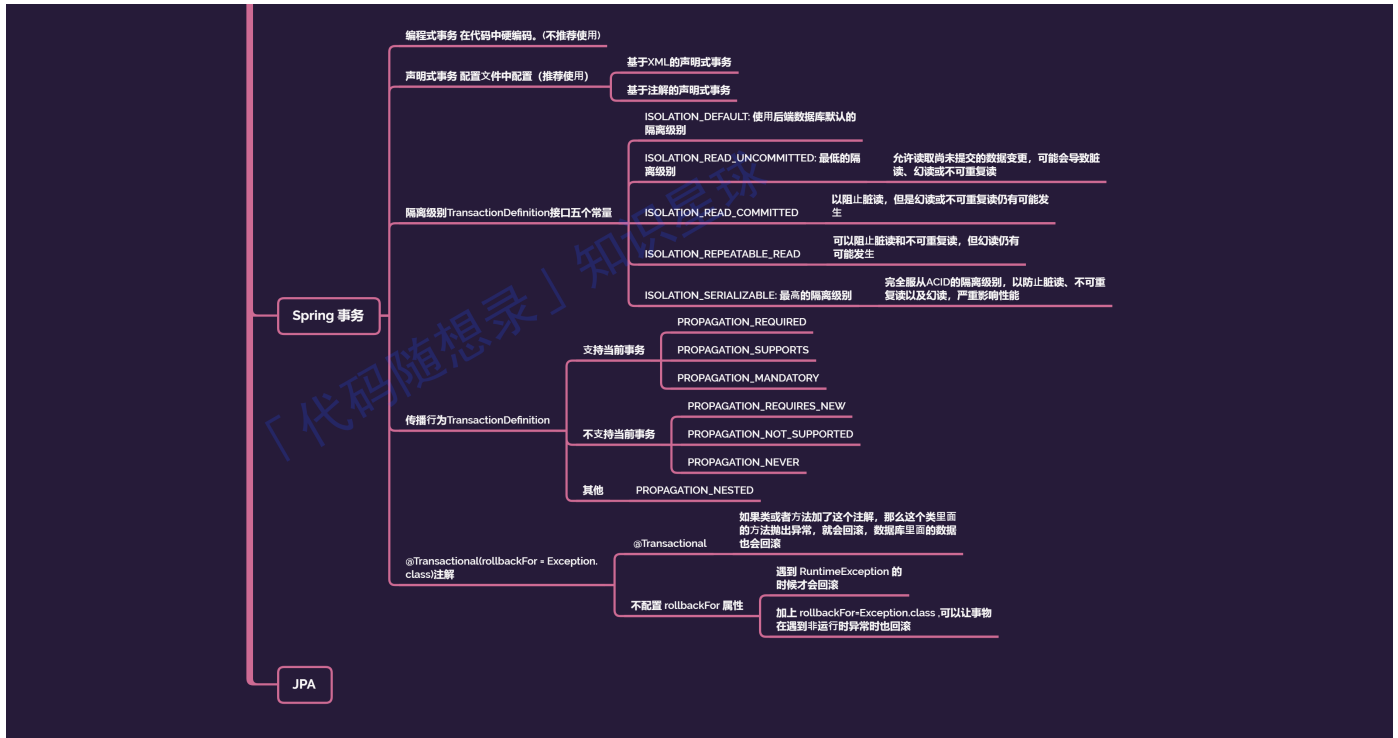 编程式事务 在代码中硬编码。(不推荐使用)
声明式事务 配置文件中配置（推荐使用）
基于XML的声明式事务
基于注解的声明式事务
隔离级别TransactionDefinition接口五个常量
ISOLATION_DEFAULT: 使用后端数据库默认的
隔离级别
ISOLATION_READ_UNCOMMITTED: 最低的隔
离级别
允许读取尚未提交的数据变更，可能会导致脏
读、幻读或不可重复读
ISOLATION_READ_COMMITTED
以阻止脏读，但是幻读或不可重复读仍有可能发
生
ISOLATION_REPEATABLE_READ
可以阻止脏读和不可重复读，但幻读仍有
可能发生
ISOLATION_SERIALIZABLE: 最高的隔离级别
完全服从ACID的隔离级别，以防止脏读、不可重
复读以及幻读，严重影响性能
Spring 事务
传播行为TransactionDefinition
支持当前事务
PROPAGATION_REQUIRED
PROPAGATION_SUPPORTS
PROPAGATION_MANDATORY
不支持当前事务
PROPAGATION_REQUIRES_NEW
PROPAGATION_NOT_SUPPORTED
PROPAGATION_NEVER
其他
PROPAGATION_NESTED
@Transactional(rollbackFor = Exception.
class)注解
@Transactional
如果类或者方法加了这个注解，那么这个类里面
的方法抛出异常，就会回滚，数据库里面的数据
也会回滚
不配置 rollbackFor 属性
遇到 RuntimeException 的
时候才会回滚
加上 rollbackFor=Exception.class ,可以让事物
在遇到非运行时异常时也回滚
JPA
「代码随想录」知识星球